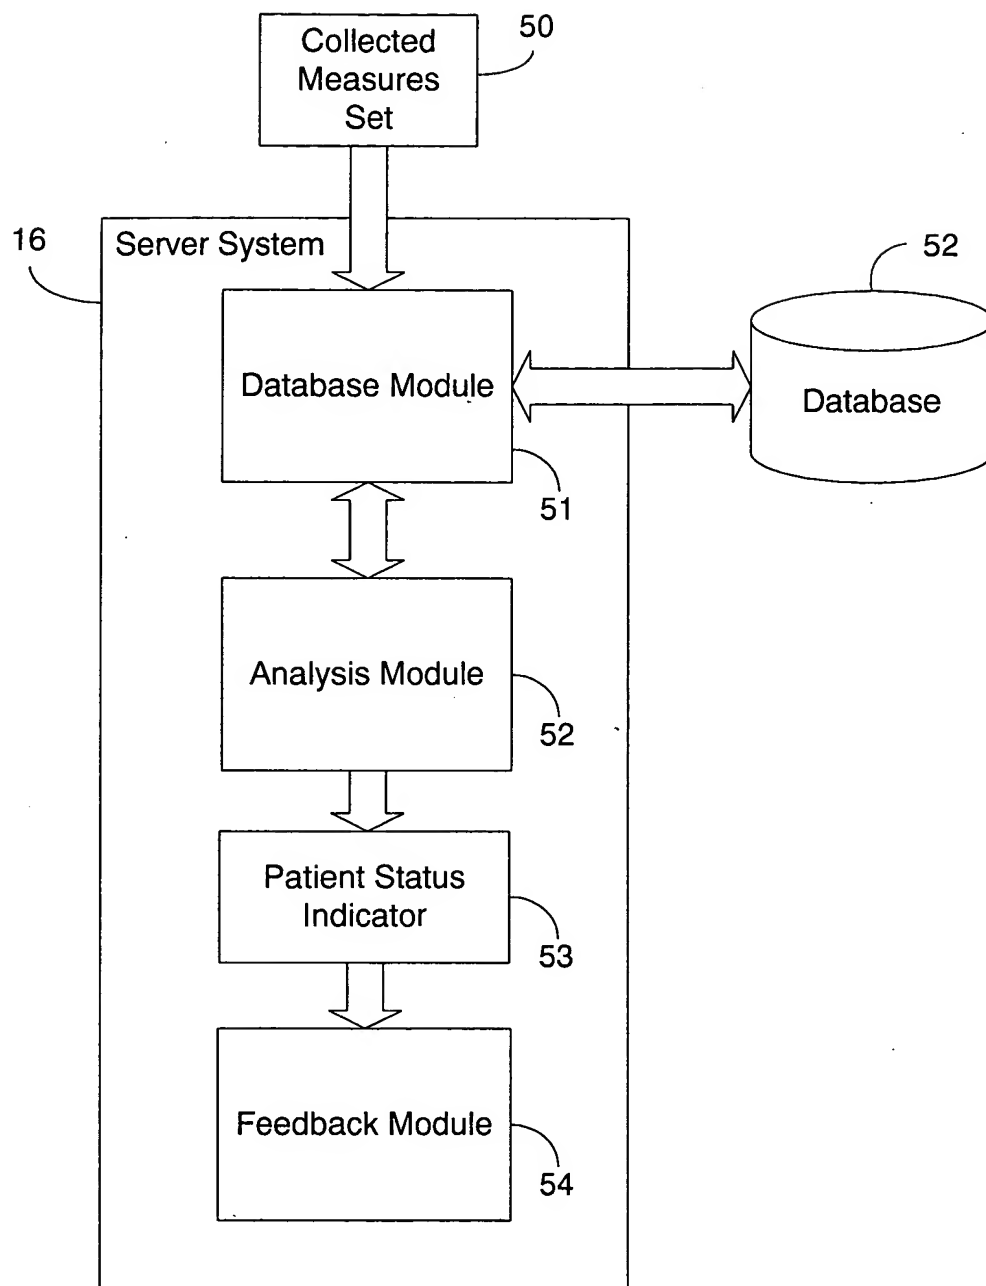 50
Collected
Measures
Set
16
Server System
52
Database Module
Database
51
Analysis Module
52
Patient Status
Indicator
53
Feedback Module
54